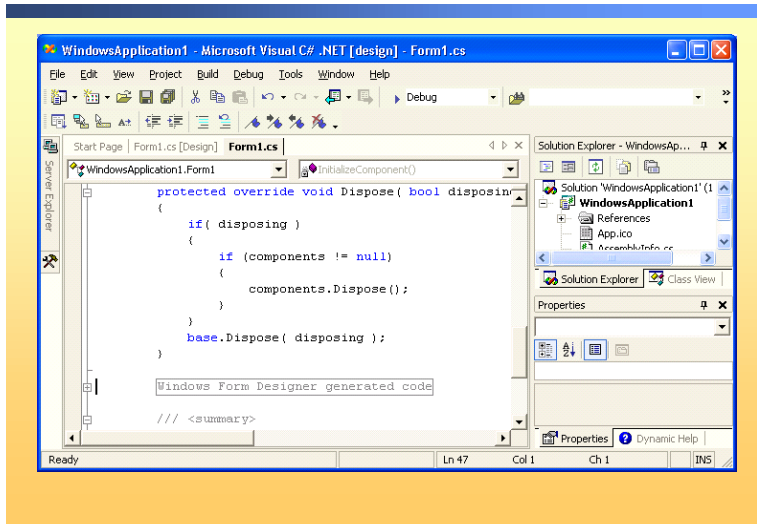 WindowsApplication1 - Microsoft Visual C# .NET [design] - Form1.cs
File Edit View Project Build Debug Tools Window Help
Debug
Start Page Form1.cs [Design] Form1.cs
Solution Explorer - WindowsAp...
WindowsApplication1.Form1 InitializeComponent()
Server Explorer
protected override void Dispose( bool disposing
{
if( disposing )
{
if (components != null)
{
components.Dispose();
}
}
base.Dispose( disposing );
}
Windows Form Designer generated code
/// <summary>
Solution 'WindowsApplication1' (1
WindowsApplication1
References
App.ico
AssemblyInfo.cs
Solution Explorer Class View
Properties
Properties Dynamic Help
Ready Ln 47 Col 1 Ch 1 INS